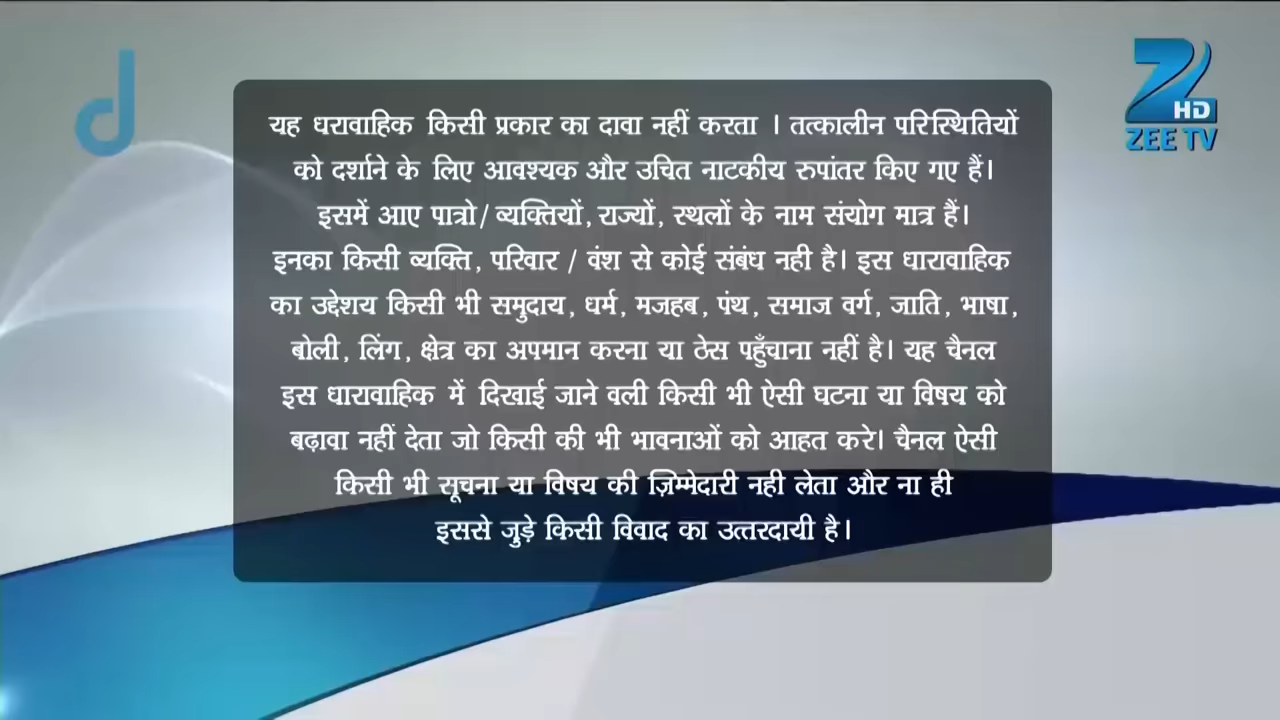 यह धरावाहिक किसी प्रकार का दावा नहीं करता । तत्कालीन परिस्थितियों
को दर्शाने के लिए आवश्यक और उचित नाटकीय रुपांतर किए गए हैं।
इसमें आए पात्रो/व्यक्तियों, राज्यों, स्थलों के नाम संयोग मात्र हैं।
इनका किसी व्यक्ति, परिवार / वंश से कोई संबंध नही है। इस धारावाहिक
का उद्देशय किसी भी समुदाय, धर्म, मजहब, पंथ, समाज वर्ग, जाति, भाषा,
बोली, लिंग, क्षेत्र का अपमान करना या ठेस पहुँचाना नहीं है। यह चैनल
इस धारावाहिक में दिखाई जाने वली किसी भी ऐसी घटना या विषय को
बढ़ावा नहीं देता जो किसी की भी भावनाओं को आहत करे। चैनल ऐसी
किसी भी सूचना या विषय की ज़िम्मेदारी नही लेता और ना ही
इससे जुड़े किसी विवाद का उत्तरदायी है।
d
Z HD
ZEE TV